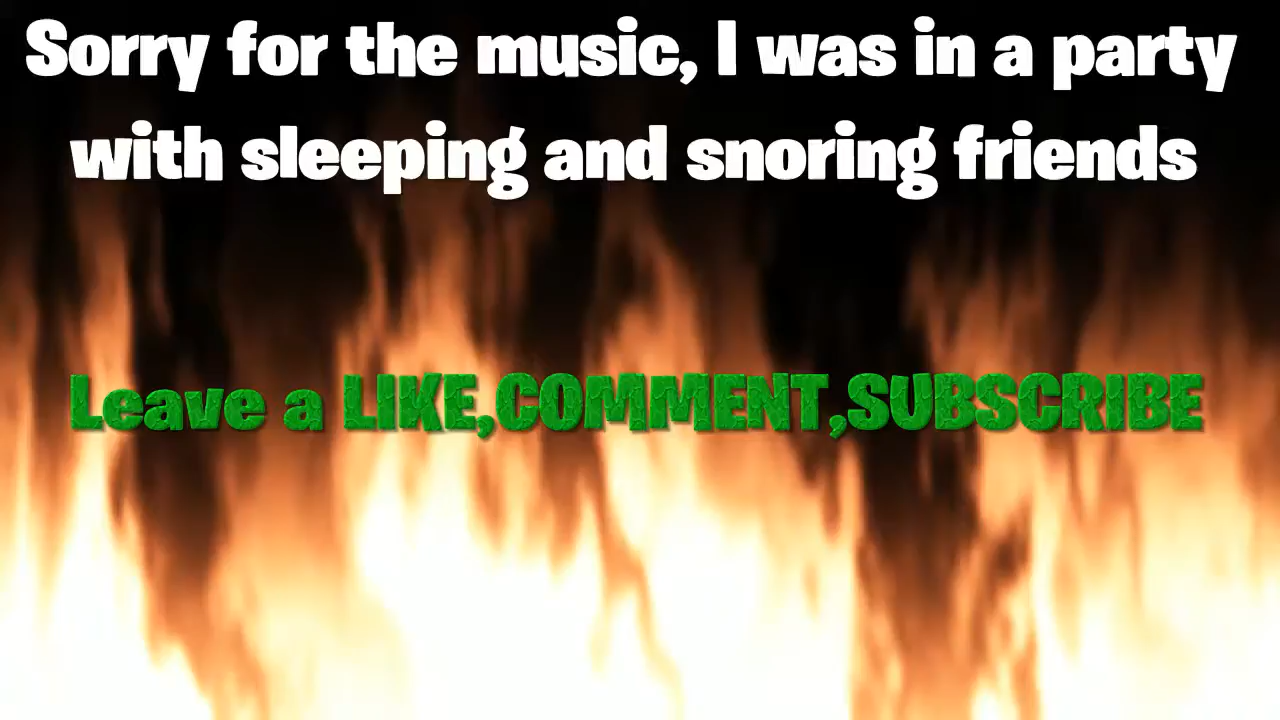 Sorry for the music, I was in a party
with sleeping and snoring friends
Leave a LIKE,COMMENT,SUBSCRIBE